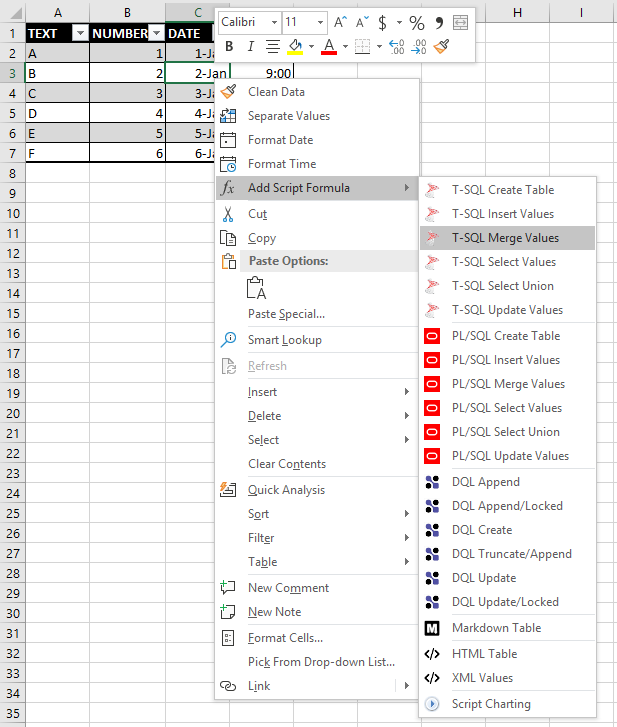 Calibri 11 A A $ % ,
B I A .00 .00
A B C H I
1 TEXT NUMBER DATE
2 A 1 1-Ja
3 B 2 2-Jan 9:00
4 C 3 3-Ja
5 D 4 4-Ja
6 E 5 5-Ja
7 F 6 6-Ja
8
9
10
11
12
13
14
15
16
17
18
19
20
21
22
23
24
25
26
27
28
29
30
31
32
33
34
35
Clean Data
Separate Values
Format Date
Format Time
fx Add Script Formula
Cut
Copy
Paste Options:
A
Paste Special...
Smart Lookup
Refresh
Insert
Delete
Select
Clear Contents
Quick Analysis
Sort
Filter
Table
New Comment
New Note
Format Cells...
Pick From Drop-down List...
Link
T-SQL Create Table
T-SQL Insert Values
T-SQL Merge Values
T-SQL Select Values
T-SQL Select Union
T-SQL Update Values
PL/SQL Create Table
PL/SQL Insert Values
PL/SQL Merge Values
PL/SQL Select Values
PL/SQL Select Union
PL/SQL Update Values
DQL Append
DQL Append/Locked
DQL Create
DQL Truncate/Append
DQL Update
DQL Update/Locked
M Markdown Table
</> HTML Table
</> XML Values
Script Charting